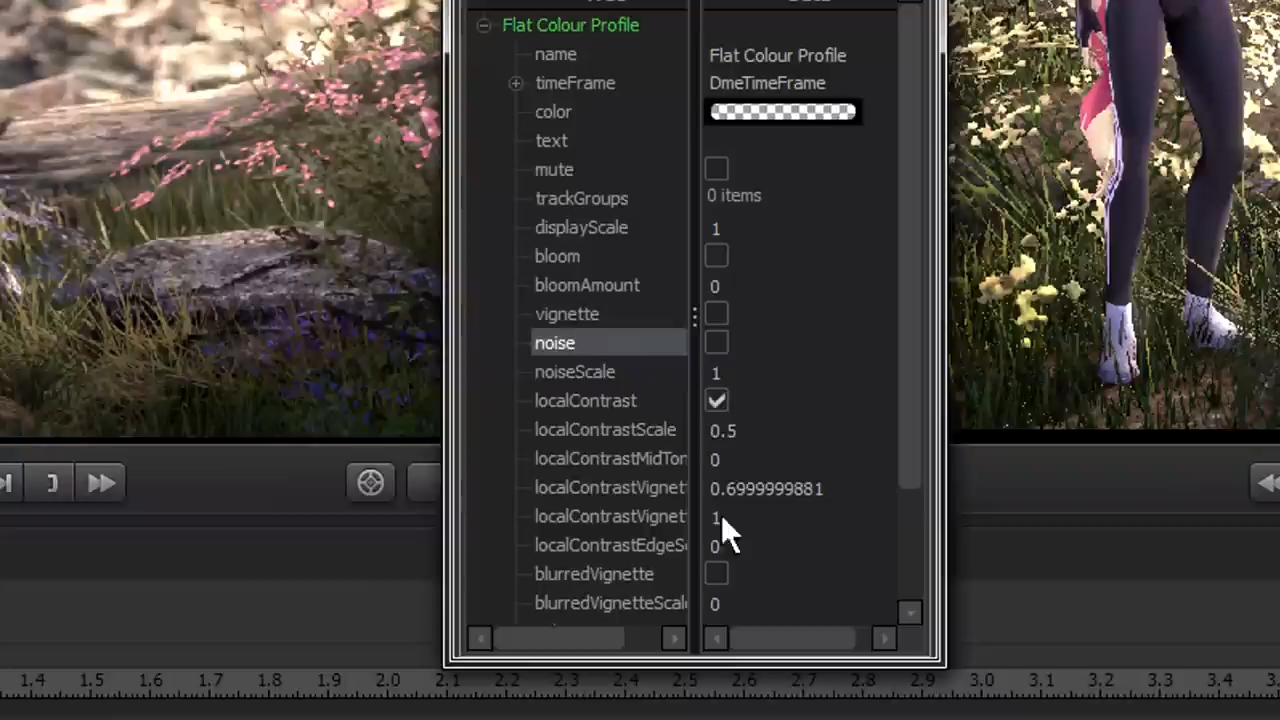 Flat Colour Profile
name Flat Colour Profile
timeFrame DmeTimeFrame
color
text
mute
trackGroups 0 items
displayScale 1
bloom
bloomAmount 0
vignette
noise
noiseScale 1
localContrast
localContrastScale 0.5
localContrastMidTon 0
localContrastVignet 0.6999999881
localContrastVignet 1
localContrastEdgeSc 0
blurredVignette
blurredVignetteScal 0
1.4 1.5 1.6 1.7 1.8 1.9 2.0 2.1 2.2 2.3 2.4 2.5 2.6 2.7 2.8 2.9 3.0 3.1 3.2 3.3 3.4